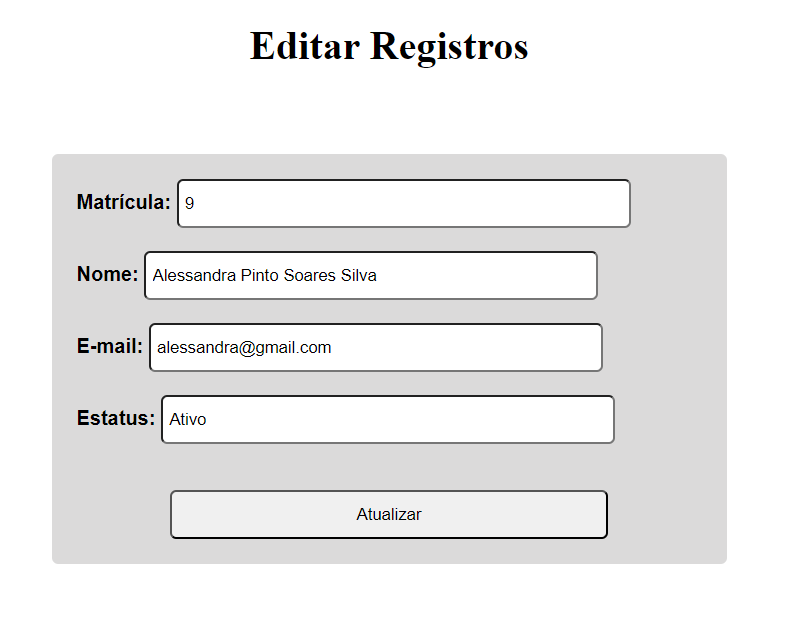 Editar Registros
Matrícula: 9
Nome: Alessandra Pinto Soares Silva
E-mail: alessandra@gmail.com
Estatus: Ativo
Atualizar